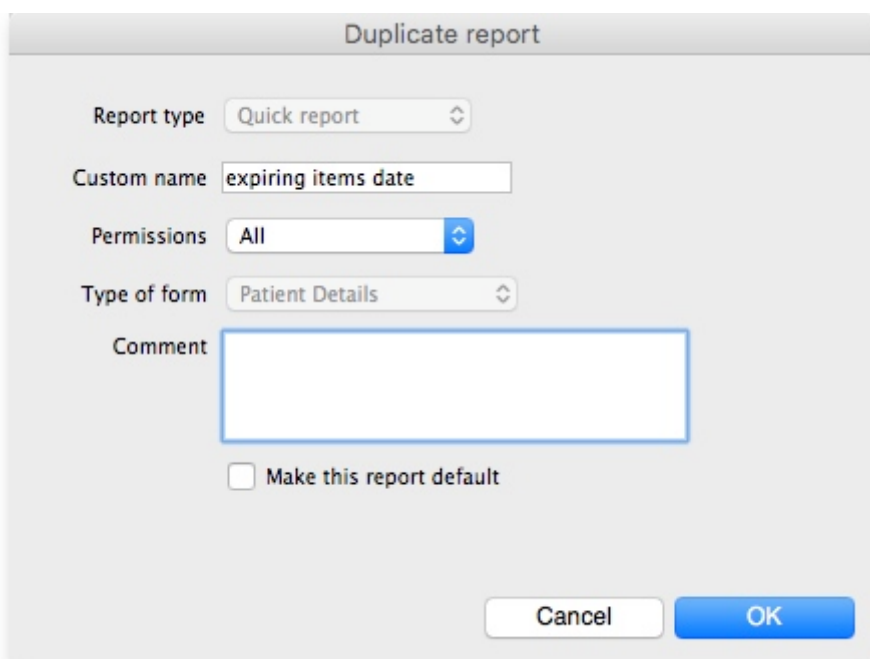 Duplicate report
Report type Quick report
Custom name expiring items date
Permissions All
Type of form Patient Details
Comment
Make this report default
Cancel OK